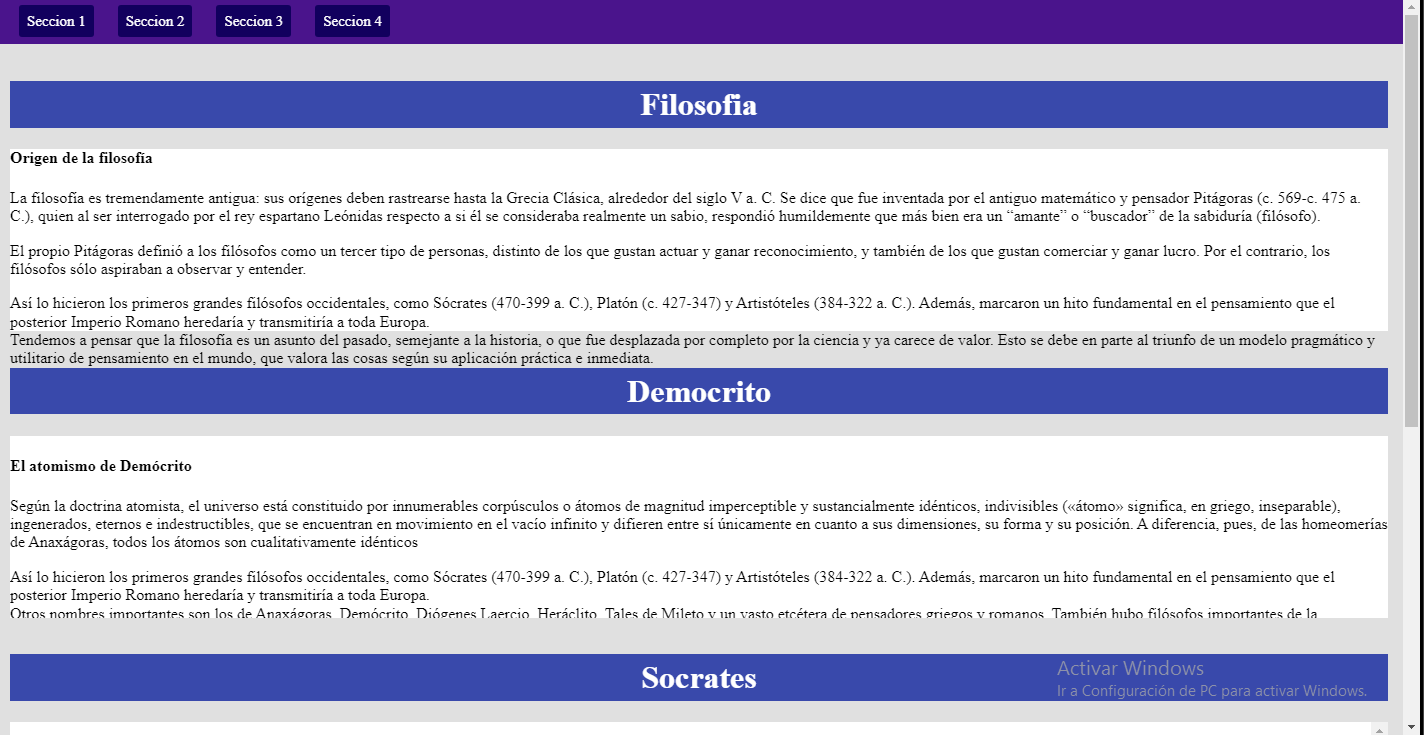 Seccion 1 Seccion 2 Seccion 3 Seccion 4
Filosofia
Origen de la filosofía
La filosofía es tremendamente antigua: sus orígenes deben rastrearse hasta la Grecia Clásica, alrededor del siglo V a. C. Se dice que fue inventada por el antiguo matemático y pensador Pitágoras (c. 569-c. 475 a.
C.), quien al ser interrogado por el rey espartano Leónidas respecto a si él se consideraba realmente un sabio, respondió humildemente que más bien era un “amante” o “buscador” de la sabiduría (filósofo).
El propio Pitágoras definió a los filósofos como un tercer tipo de personas, distinto de los que gustan actuar y ganar reconocimiento, y también de los que gustan comerciar y ganar lucro. Por el contrario, los
filósofos sólo aspiraban a observar y entender.
Así lo hicieron los primeros grandes filósofos occidentales, como Sócrates (470-399 a. C.), Platón (c. 427-347) y Artistóteles (384-322 a. C.). Además, marcaron un hito fundamental en el pensamiento que el
posterior Imperio Romano heredaría y transmitiría a toda Europa.
Tendemos a pensar que la filosofía es un asunto del pasado, semejante a la historia, o que fue desplazada por completo por la ciencia y ya carece de valor. Esto se debe en parte al triunfo de un modelo pragmático y
utilitario de pensamiento en el mundo, que valora las cosas según su aplicación práctica e inmediata.
Democrito
El atomismo de Demócrito
Según la doctrina atomista, el universo está constituido por innumerables corpúsculos o átomos de magnitud imperceptible y sustancialmente idénticos, indivisibles («átomo» significa, en griego, inseparable),
ingenerados, eternos e indestructibles, que se encuentran en movimiento en el vacío infinito y difieren entre sí únicamente en cuanto a sus dimensiones, su forma y su posición. A diferencia, pues, de las homeomerías
de Anaxágoras, todos los átomos son cualitativamente idénticos
Así lo hicieron los primeros grandes filósofos occidentales, como Sócrates (470-399 a. C.), Platón (c. 427-347) y Artistóteles (384-322 a. C.). Además, marcaron un hito fundamental en el pensamiento que el
posterior Imperio Romano heredaría y transmitiría a toda Europa.
Otros nombres importantes son los de Anaxágoras, Demócrito, Diógenes Laercio, Heráclito, Tales de Mileto y un vasto etcétera de pensadores griegos y romanos. También hubo filósofos importantes de la
Socrates
Activar Windows
Ir a Configuración de PC para activar Windows.